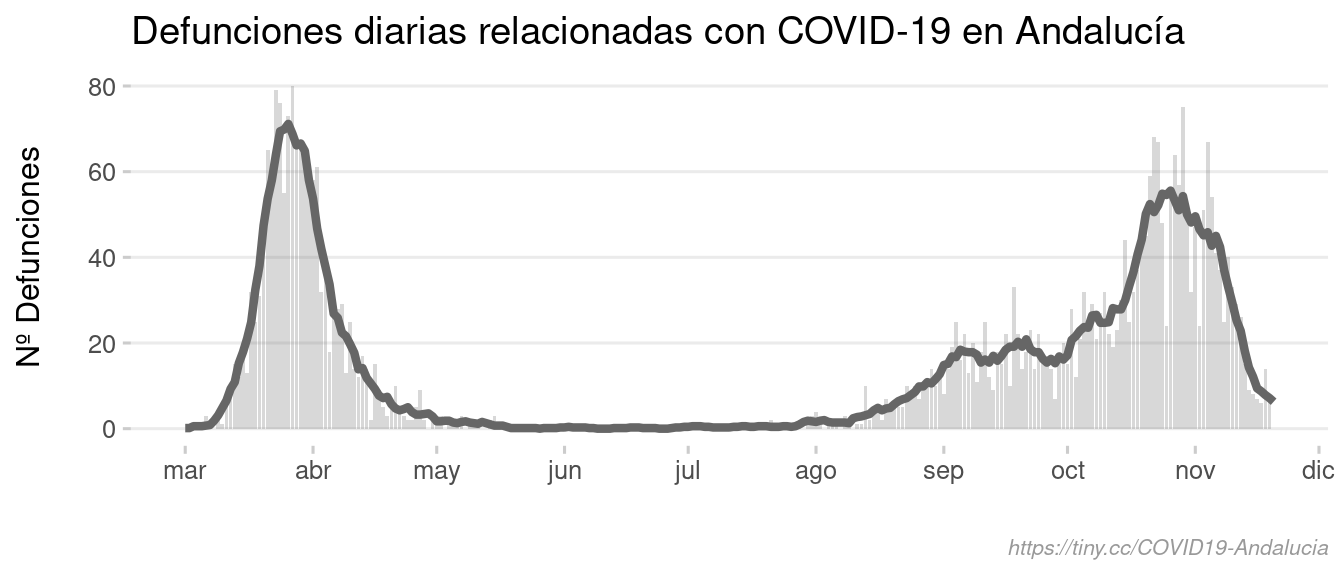 Defunciones diarias relacionadas con COVID-19 en Andalucía
Nº Defunciones
80
60
40
20
0
mar abr may jun jul ago sep oct nov dic
https://tiny.cc/COVID19-Andalucia